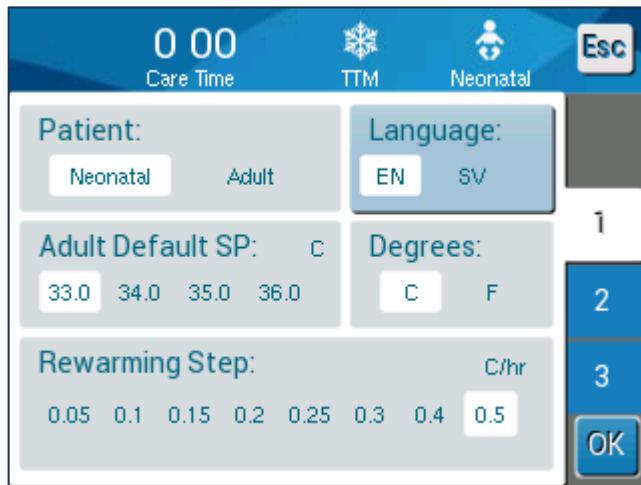 0 00
Care Time
TTM
Neonatal
Esc
Patient:
Neonatal Adult
Language:
EN SV
Adult Default SP: C
33.0 34.0 35.0 36.0
Degrees:
C F
Rewarming Step: C/hr
0.05 0.1 0.15 0.2 0.25 0.3 0.4 0.5
1
2
3
OK